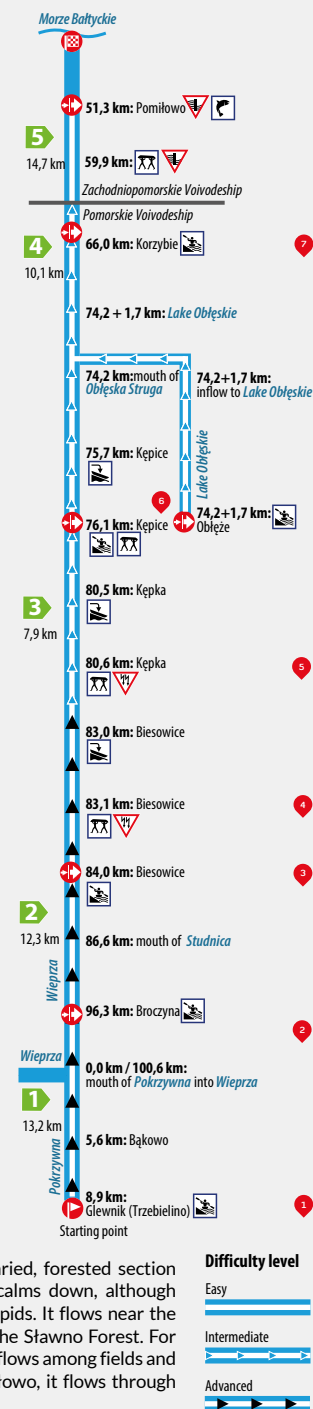 Morze Bałtyckie
51,3 km: Pomiłowo
5
14,7 km
59,9 km:
Zachodniopomorskie Voivodeship
Pomorskie Voivodeship
4
10,1 km
66,0 km: Korzybie
7
74,2 + 1,7 km: Lake Obłęskie
74,2 km:mouth of
Obłęska Struga
74,2+1,7 km:
inflow to Lake Obłęskie
Lake Obłęskie
75,7 km: Kępice
6
76,1 km: Kępice
74,2+1,7 km:
Obłęże
80,5 km: Kępka
3
7,9 km
80,6 km: Kępka
5
83,0 km: Biesowice
83,1 km: Biesowice
4
84,0 km: Biesowice
3
2
12,3 km
86,6 km: mouth of Studnica
Wieprza
96,3 km: Broczyna
2
Wieprza
0,0 km / 100,6 km:
mouth of Pokrzywna into Wieprza
1
13,2 km
5,6 km: Bąkowo
Pokrzywna
8,9 km:
Glewnik (Trzebielino)
1
Starting point
ried, forested section
calms down, although
pids. It flows near the
he Sławno Forest. For
flows among fields and
owo, it flows through
Difficulty level
Easy
Intermediate
Advanced